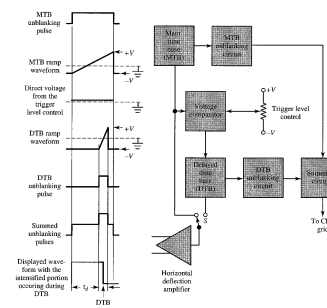 MTB
unblanking
pulse
MTB ramp
waveform
+V
−V
Direct voltage
from the
trigger
level control
DTB ramp
waveform
+V
−V
DTB
unblanking
pulse
Summed
unblanking
pulses
Displayed wave-
form with the
intensified portion
occuring during
DTB
t_d
DTB
Main
time
base
(MTB)
MTB
unblanking
circuit
Voltage
comparator
+V
Trigger level
control
−V
Delayed
time
base
(DTB)
DTB
unblanking
circuit
S
To C
grid
Horizontal
deflection
amplifier